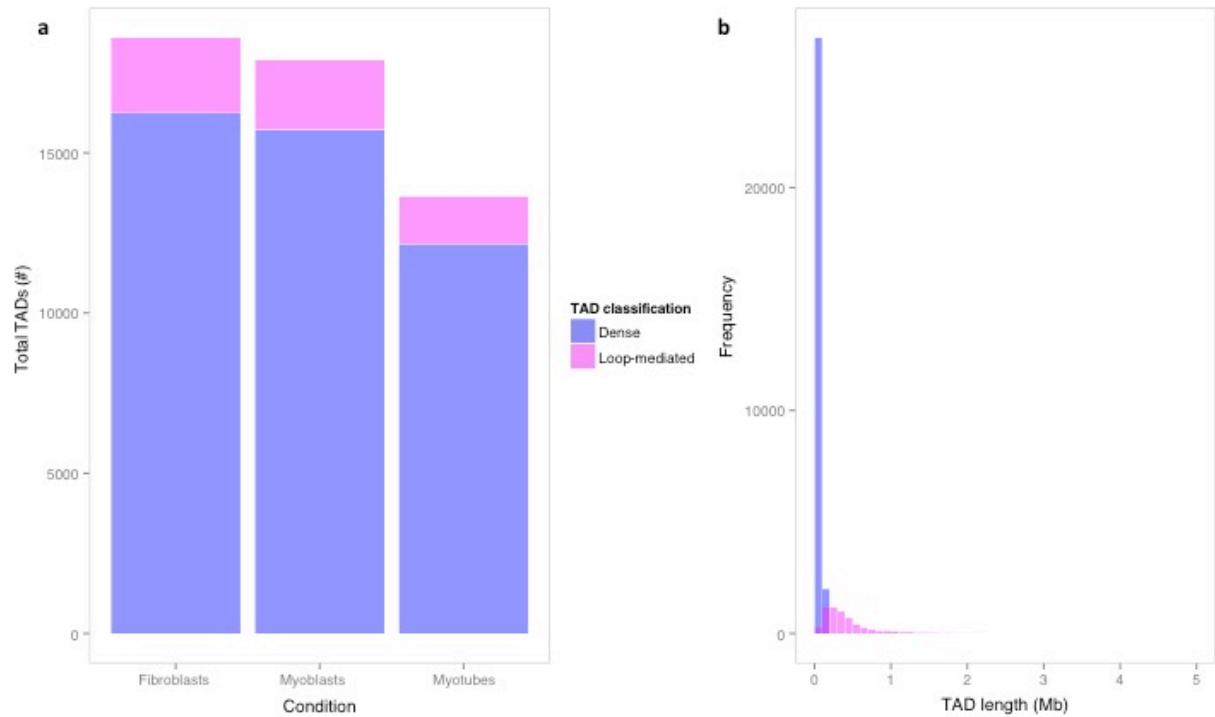 a
15000
10000
5000
0
Total TADs (#)
Fibroblasts
Myoblasts
Myotubes
Condition
TAD classification
Dense
Loop-mediated
b
20000
10000
0
Frequency
0
1
2
3
4
5
TAD length (Mb)